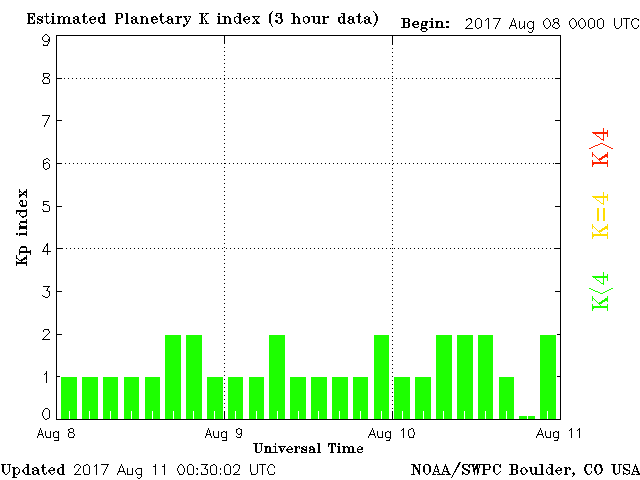 Estimated Planetary K index (3 hour data) Begin: 2017 Aug 08 0000 UTC
9
8
7
6
5
4
3
2
1
0
Kp index
K>4
K=4
K<4
Aug 8 Aug 9 Aug 10 Aug 11
Universal Time
Updated 2017 Aug 11 00:30:02 UTC NOAA/SWPC Boulder, CO USA